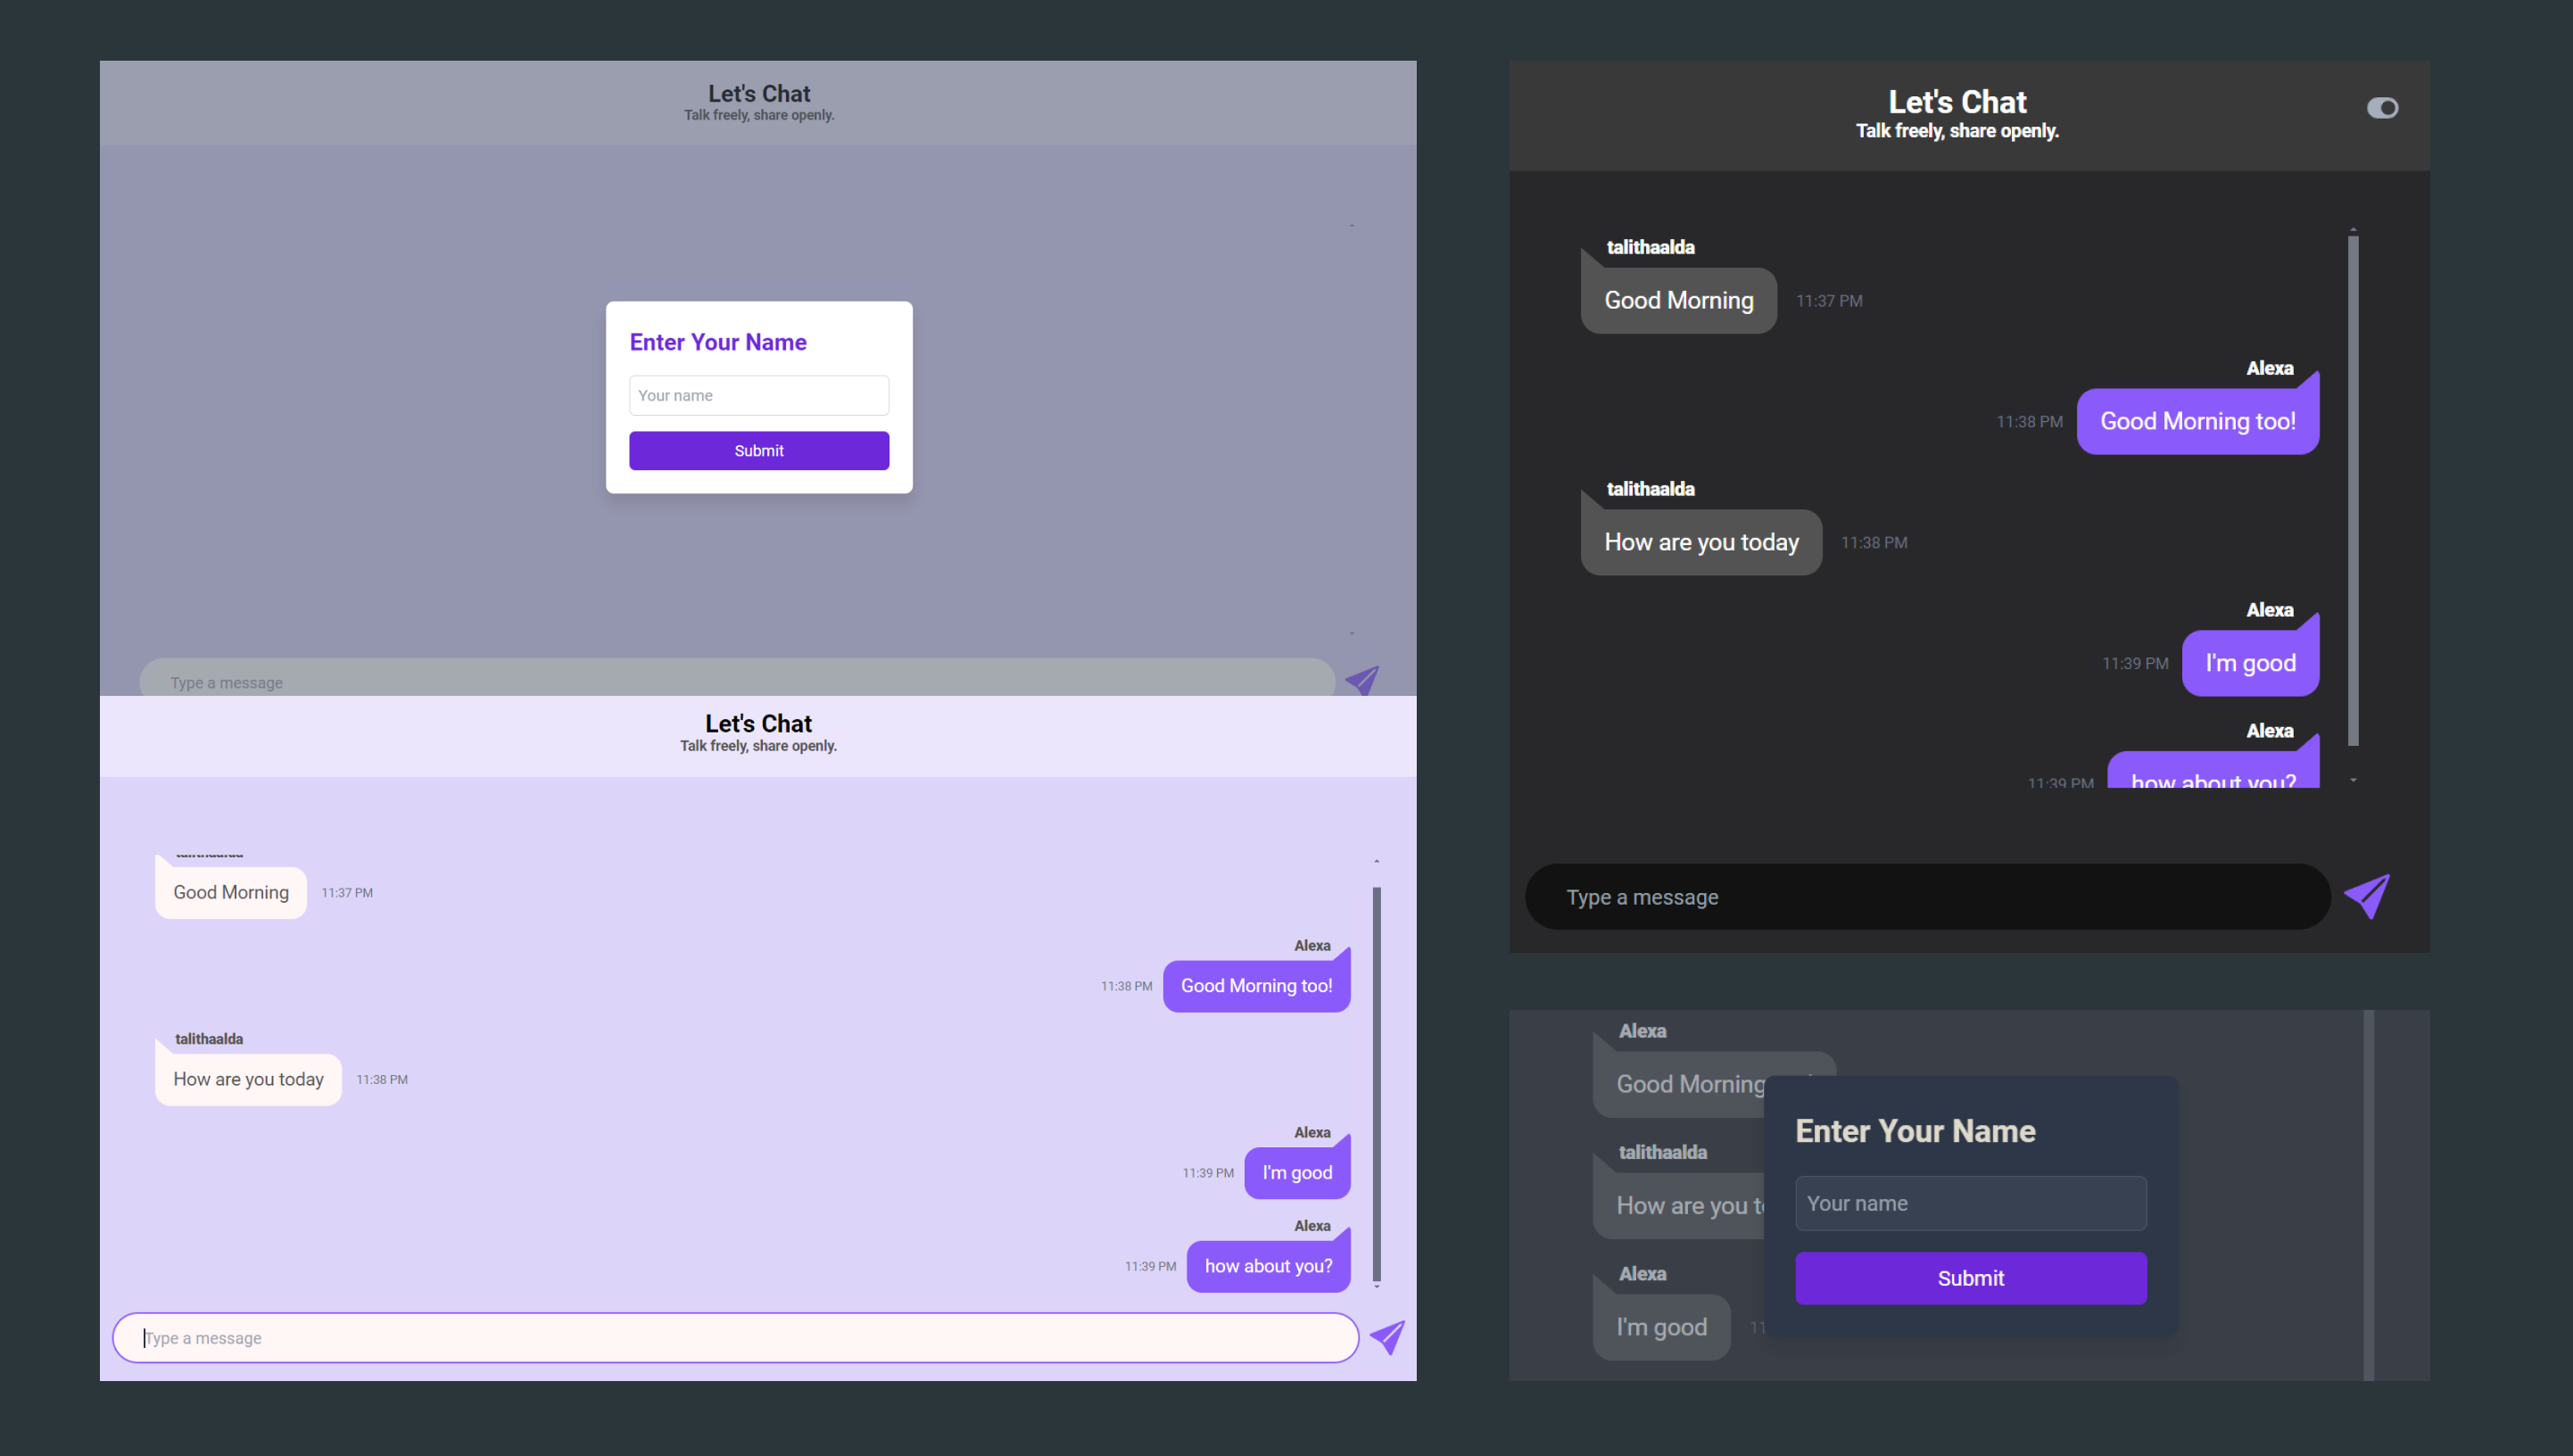 Let's Chat
Talk freely, share openly.
Enter Your Name
Your name
Submit
Type a message
Let's Chat
Talk freely, share openly.
Good Morning
11:37 PM
Alexa
11:38 PM
Good Morning too!
talithaalda
How are you today
11:38 PM
Alexa
11:39 PM
I'm good
Alexa
11:39 PM
how about you?
Type a message
Let's Chat
Talk freely, share openly.
talithaalda
Good Morning
11:37 PM
Alexa
11:38 PM
Good Morning too!
talithaalda
How are you today
11:38 PM
Alexa
11:39 PM
I'm good
Alexa
11:39 PM
how about you?
Type a message
Alexa
Good Morning
talithaalda
How are you t
Alexa
I'm good
11
Enter Your Name
Your name
Submit